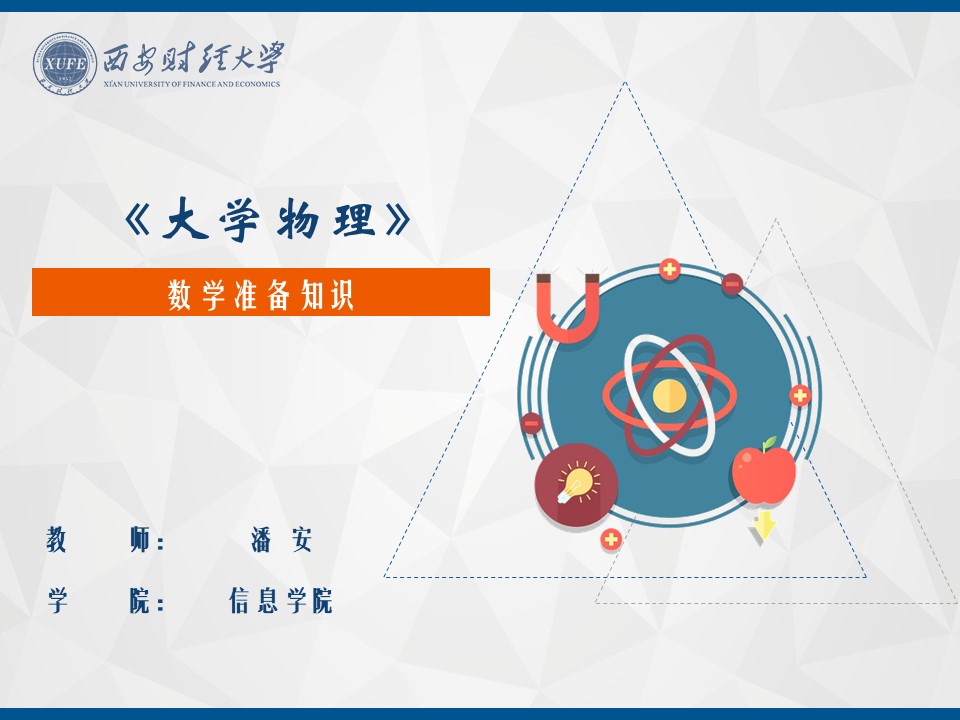 XUFE
1952
西安财经大学
XI'AN UNIVERSITY OF FINANCE AND ECONOMICS
《大学物理》
数学准备知识
教 师： 潘 安
学 院： 信息学院